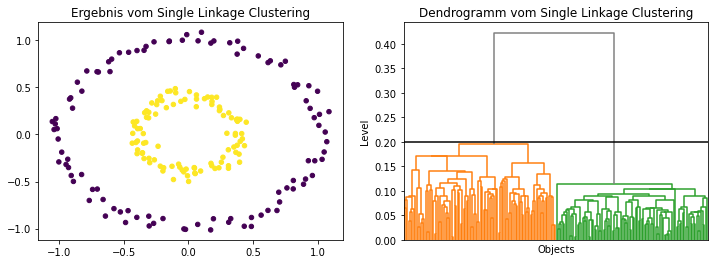 Ergebnis vom Single Linkage Clustering
1.0
0.5
0.0
−0.5
−1.0
−1.0 −0.5 0.0 0.5 1.0
Dendrogramm vom Single Linkage Clustering
0.40
0.35
0.30
0.25
0.20
0.15
0.10
0.05
0.00
Level
Objects